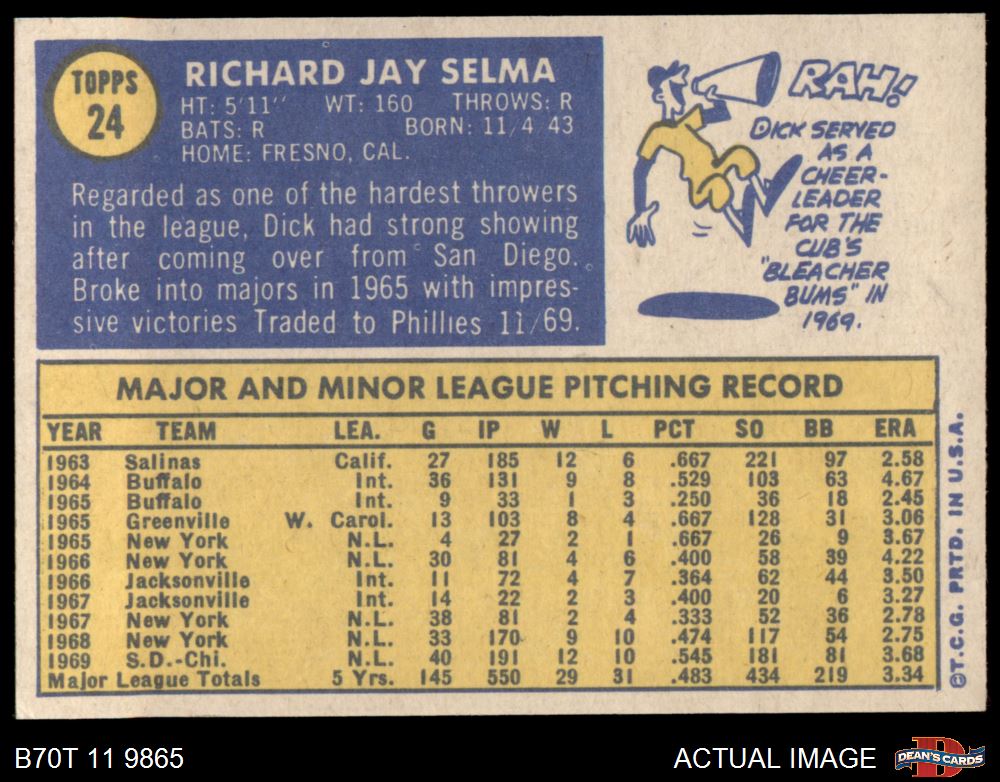 TOPPS
24
RICHARD JAY SELMA
HT: 5'11" WT: 160 THROWS: R
BATS: R BORN: 11/4 43
HOME: FRESNO, CAL.
Regarded as one of the hardest throwers
in the league, Dick had strong showing
after coming over from San Diego.
Broke into majors in 1965 with impres-
sive victories Traded to Phillies 11/69.
RAH!
DICK SERVED
AS A
CHEER-
LEADER
FOR THE
CUB'S
"BLEACHER
BUMS" IN
1969.
MAJOR AND MINOR LEAGUE PITCHING RECORD
YEAR TEAM LEA. G IP W L PCT SO BB ERA
1963 Salinas Calif. 27 185 12 6 .667 221 97 2.58
1964 Buffalo Int. 36 131 9 8 .529 103 63 4.67
1965 Buffalo Int. 9 33 1 3 .250 36 18 2.45
1965 Greenville W. Carol. 13 103 8 4 .667 128 31 3.06
1965 New York N.L. 4 27 2 1 .667 26 9 3.67
1966 New York N.L. 30 81 4 6 .400 58 39 4.22
1966 Jacksonville Int. 11 72 4 7 .364 62 44 3.50
1967 Jacksonville Int. 14 22 2 3 .400 20 6 3.27
1967 New York N.L. 38 81 2 4 .333 52 36 2.78
1968 New York N.L. 33 170 9 10 .474 117 54 2.75
1969 S.D.-Chi. N.L. 40 191 12 10 .545 181 81 3.68
Major League Totals 5 Yrs. 145 550 29 31 .483 434 219 3.34
©T.C.G. PRTD. IN U.S.A.
B70T 11 9865
ACTUAL IMAGE
D
DEAN'S CARDS